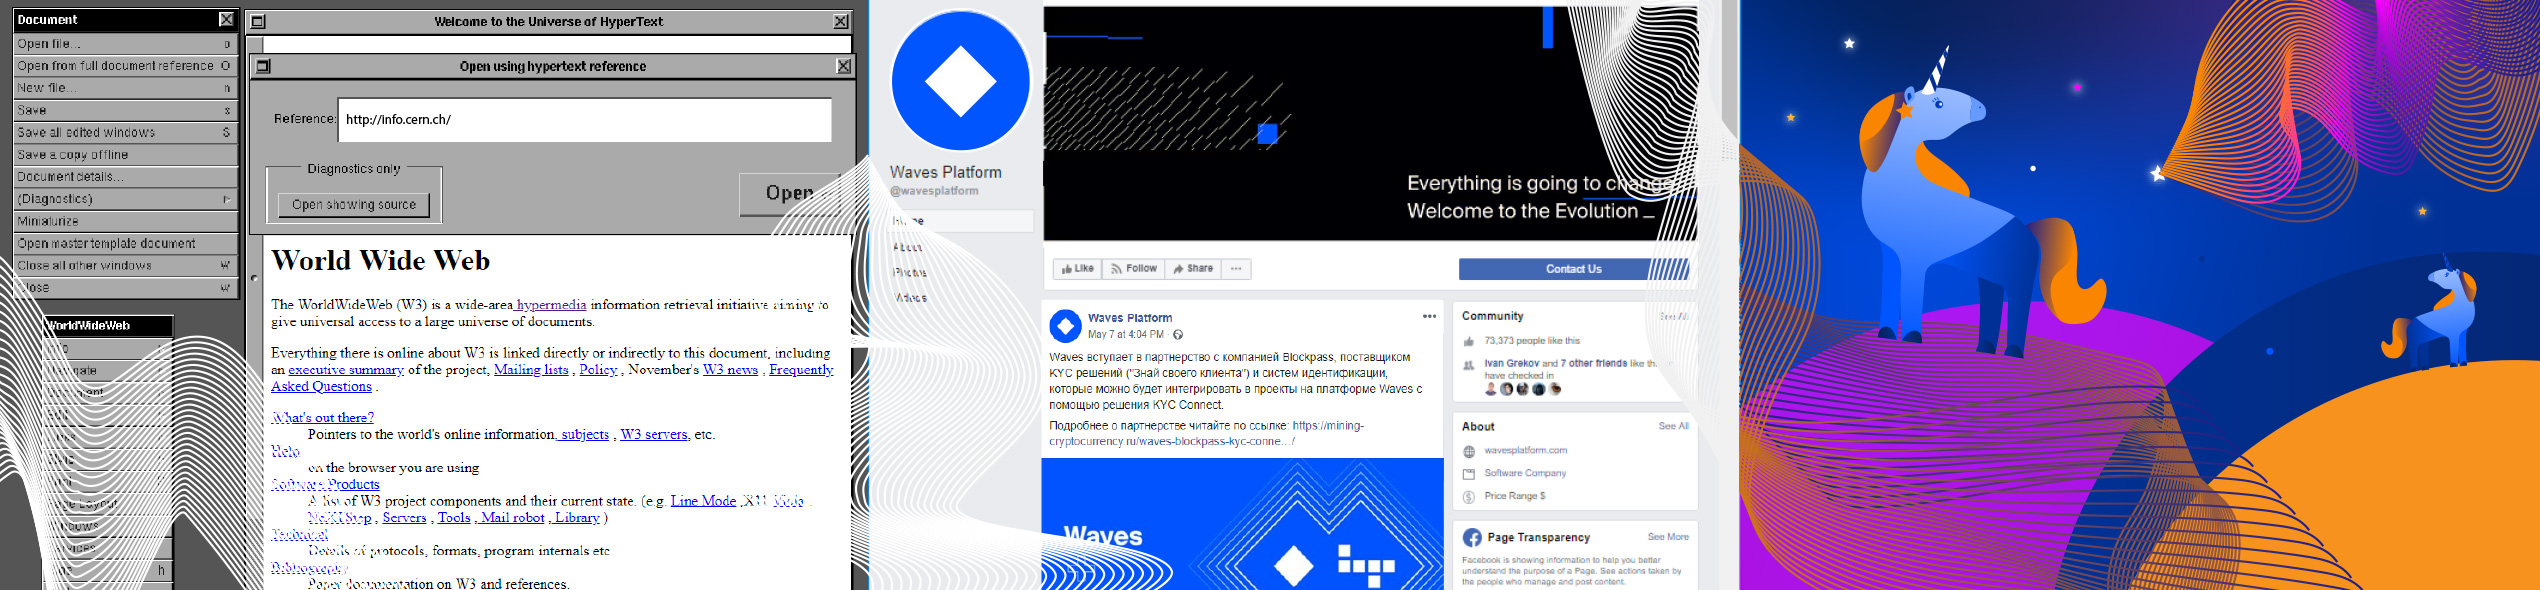 Document
Open file... o
Open from full document reference O
New file... n
Save s
Save all edited windows S
Save a copy offline
Document details...
(Diagnostics)
Miniaturize
Open master template document
Close all other windows W
Close w
WorldWideWeb
h
Welcome to the Universe of HyperText
Open using hypertext reference
Reference: http://info.cern.ch/
Diagnostics only
Open showing source
Open
World Wide Web
The WorldWideWeb (W3) is a wide-area hypermedia information retrieval initiative aiming to
give universal access to a large universe of documents.
Everything there is online about W3 is linked directly or indirectly to this document, including
an executive summary of the project, Mailing lists , Policy , November's W3 news , Frequently
Asked Questions .
What's out there?
Pointers to the world's online information, subjects , W3 servers, etc.
Help
on the browser you are using
Software Products
A list of W3 project components and their current state. (e.g. Line Mode ,X11 Viola ,
NeXTStep , Servers , Tools , Mail robot , Library )
Technical
Details of protocols, formats, program internals etc
Bibliography
Paper documentation on W3 and references.
Waves Platform
@wavesplatform
Home
About
Photos
Videos
Everything is going to change
Welcome to the Evolution _
Like Follow Share ...
Contact Us
Waves Platform
May 7 at 4:04 PM ·
Waves вступает в партнерство с компанией Blockpass, поставщиком
KYC решений ("Знай своего клиента") и систем идентификации,
которые можно будет интегрировать в проекты на платформе Waves с
помощью решения KYC Connect.
Подробнее о партнерстве читайте по ссылке: https://mining-
cryptocurrency.ru/waves-blockpass-kyc-conne.../
Waves
Community See All
73,373 people like this
Ivan Grekov and 7 other friends like
have checked in
About See All
wavesplatform.com
Software Company
Price Range $
Page Transparency See More
Facebook is showing information to help you better
understand the purpose of a Page. See actions taken by
the people who manage and post content.